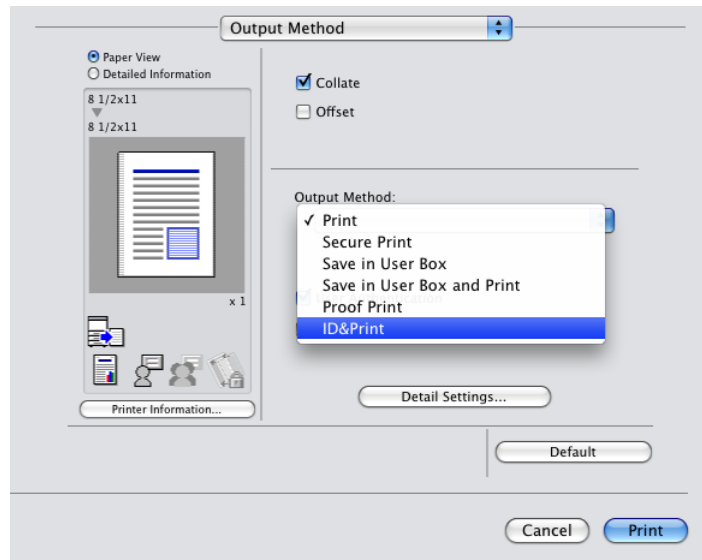 Output Method
Paper View
Detailed Information
8 1/2x11
8 1/2x11
x 1
Printer Information...
Collate
Offset
Output Method:
✓ Print
Secure Print
Save in User Box
Save in User Box and Print
Proof Print
ID&Print
Detail Settings...
Default
Cancel
Print